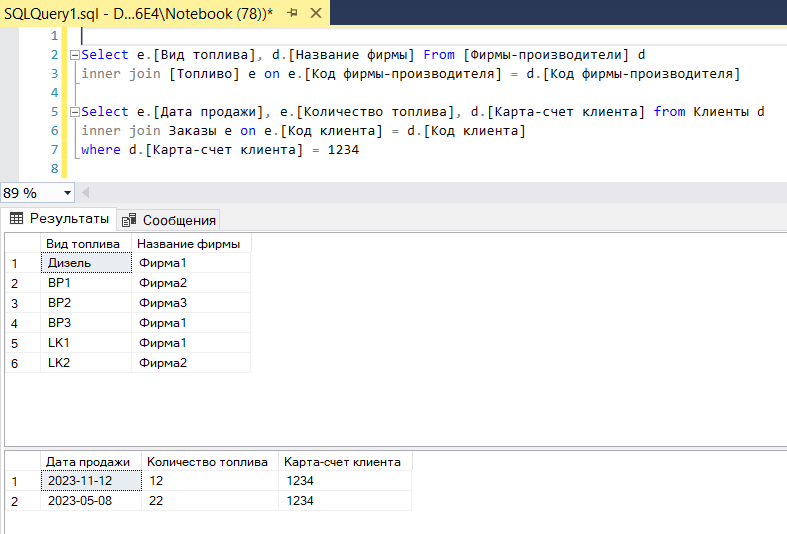 SQLQuery1.sql - D...6E4\Notebook (78))*
1
2 Select e.[Вид топлива], d.[Название фирмы] From [Фирмы-производители] d
3 inner join [Топливо] e on e.[Код фирмы-производителя] = d.[Код фирмы-производителя]
4
5 Select e.[Дата продажи], e.[Количество топлива], d.[Карта-счет клиента] from Клиенты d
6 inner join Заказы e on e.[Код клиента] = d.[Код клиента]
7 where d.[Карта-счет клиента] = 1234
8
89 %
Результаты Сообщения
Вид топлива Название фирмы
1 Дизель Фирма1
2 BP1 Фирма2
3 BP2 Фирма3
4 BP3 Фирма1
5 LK1 Фирма1
6 LK2 Фирма2
Дата продажи Количество топлива Карта-счет клиента
1 2023-11-12 12 1234
2 2023-05-08 22 1234